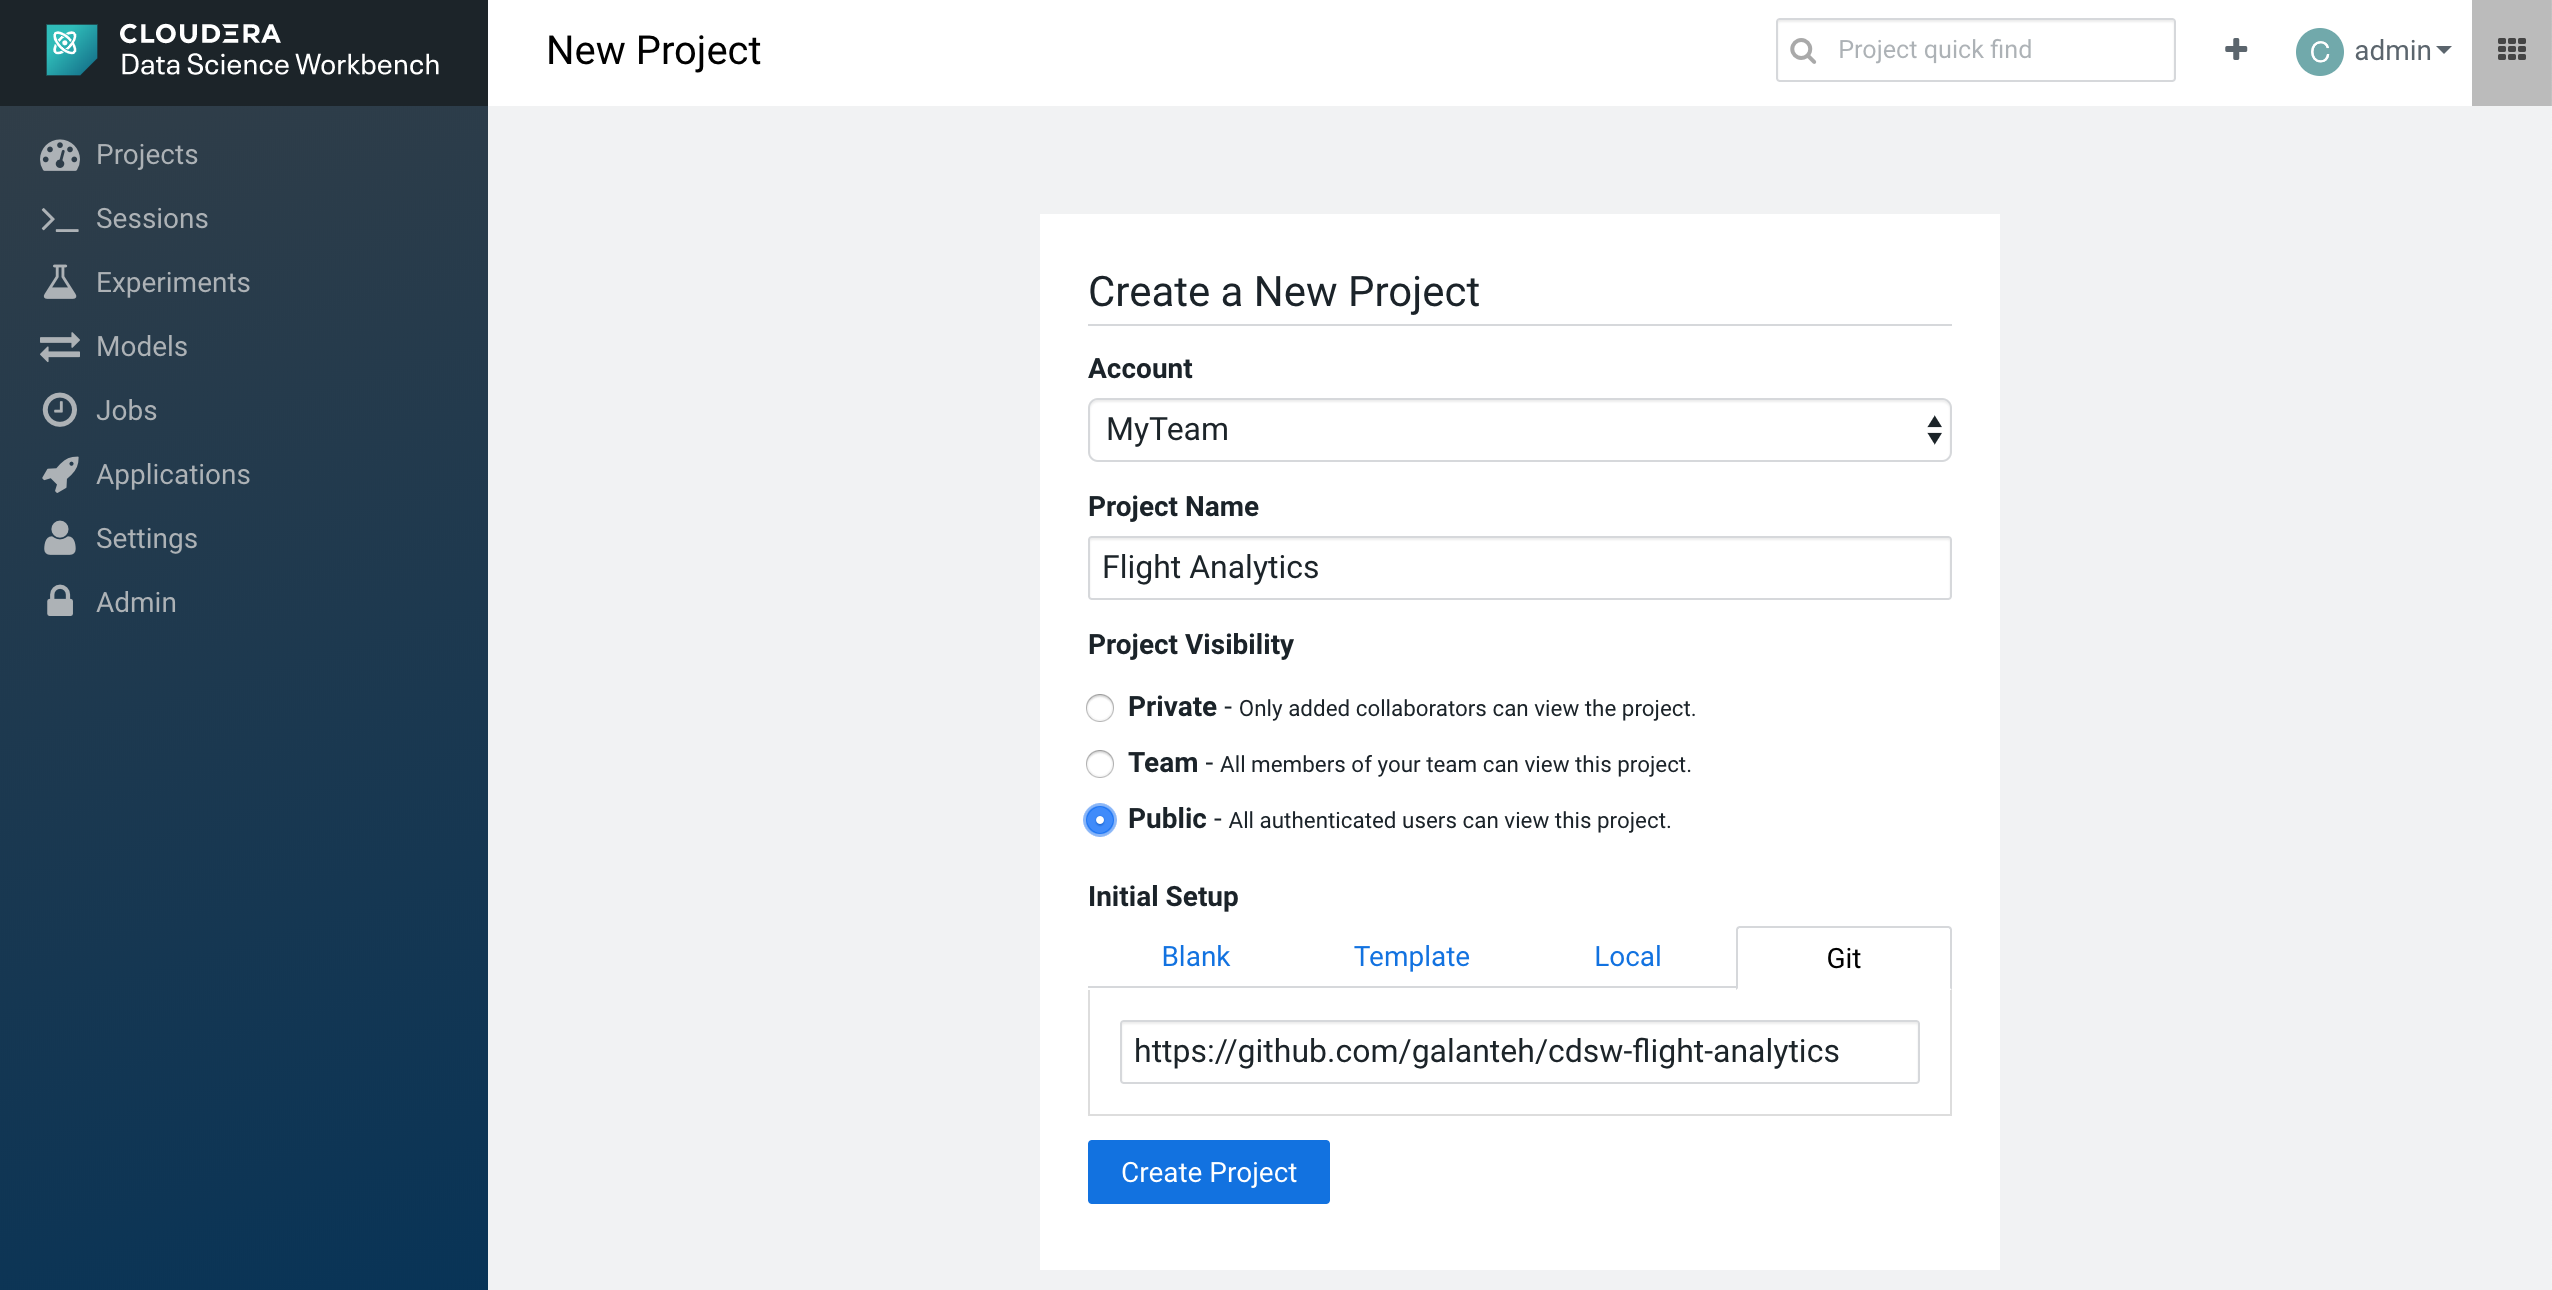 CLOUDERA
Data Science Workbench
New Project
Project quick find
C
admin
Projects
Sessions
Experiments
Models
Jobs
Applications
Settings
Admin
Create a New Project
Account
MyTeam
Project Name
Flight Analytics
Project Visibility
Private - Only added collaborators can view the project.
Team - All members of your team can view this project.
Public - All authenticated users can view this project.
Initial Setup
Blank Template Local Git
https://github.com/galanteh/cdsw-flight-analytics
Create Project